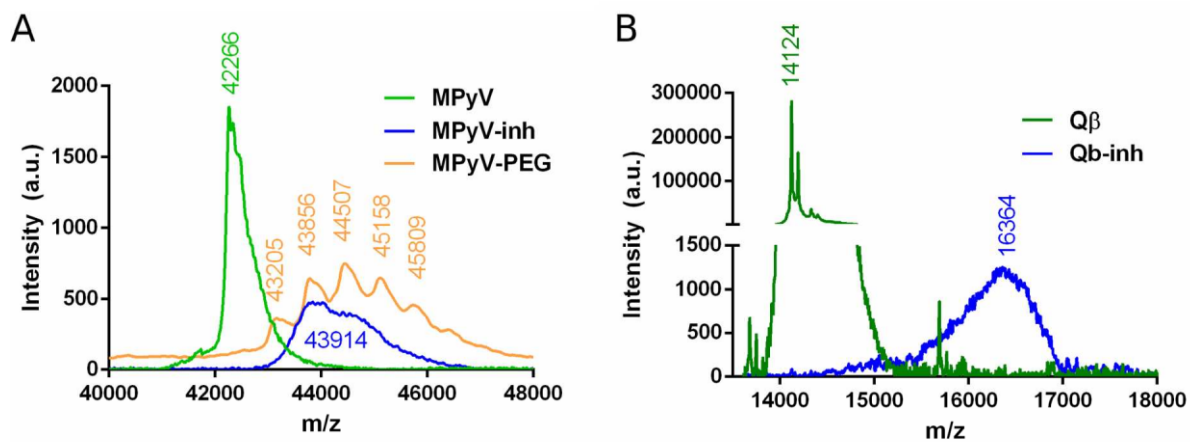 A
42266
2000
1500
1000
500
0
Intensity (a.u.)
MPyV
MPyV-inh
MPyV-PEG
43205
43856
44507
45158
45809
43914
40000 42000 44000 46000 48000
m/z
B
14124
300000
200000
100000
1500
1000
500
0
Intensity (a.u.)
Qβ
Qb-inh
16364
14000 15000 16000 17000 18000
m/z